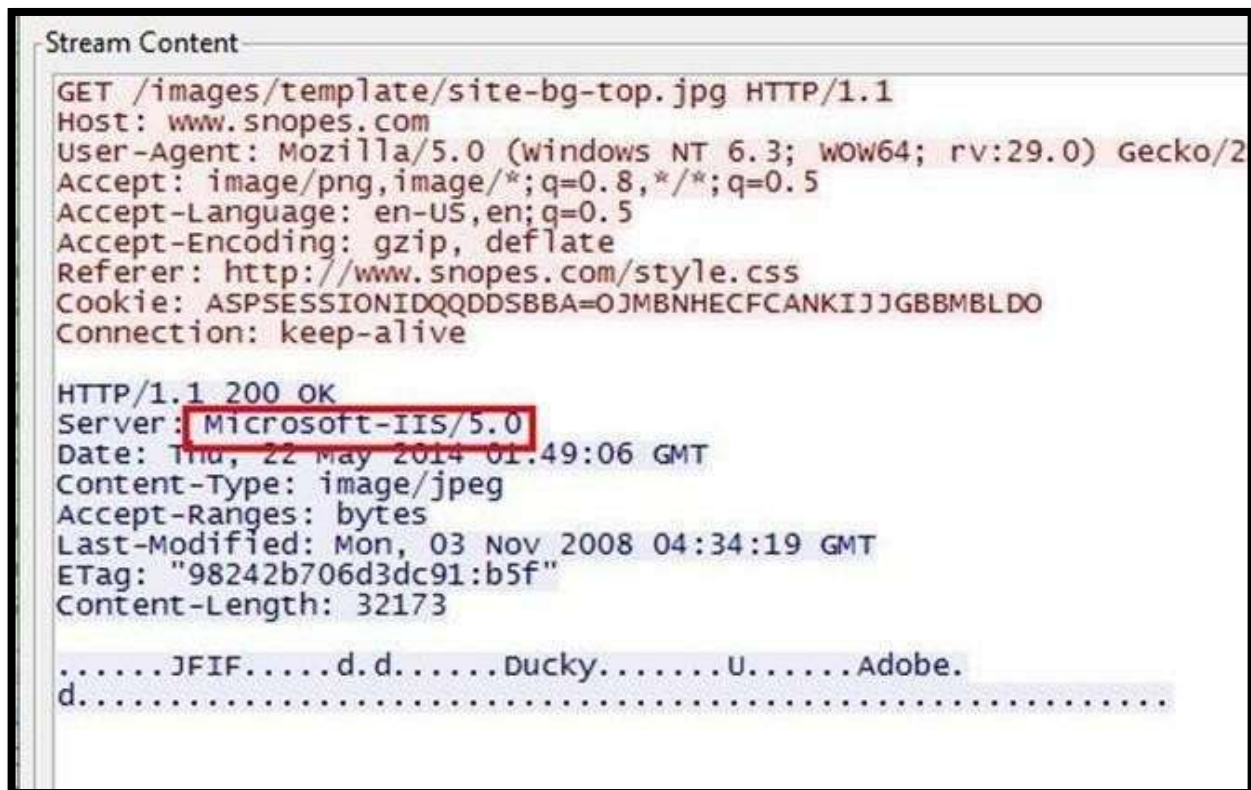 Stream Content
GET /images/template/site-bg-top.jpg HTTP/1.1
Host: www.snopes.com
User-Agent: Mozilla/5.0 (Windows NT 6.3; WOW64; rv:29.0) Gecko/2
Accept: image/png,image/*;q=0.8,*/*;q=0.5
Accept-Language: en-US,en;q=0.5
Accept-Encoding: gzip, deflate
Referer: http://www.snopes.com/style.css
Cookie: ASPSESSIONIDQQDDSBBA=OJMBNHECFCANKIJJGBBMBLDO
Connection: keep-alive
HTTP/1.1 200 OK
Server: Microsoft-IIS/5.0
Date: Thu, 22 May 2014 01:49:06 GMT
Content-Type: image/jpeg
Accept-Ranges: bytes
Last-Modified: Mon, 03 Nov 2008 04:34:19 GMT
ETag: "98242b706d3dc91:b5f"
Content-Length: 32173
......JFIF.....d.d......Ducky.......U......Adobe.
d...........................................................